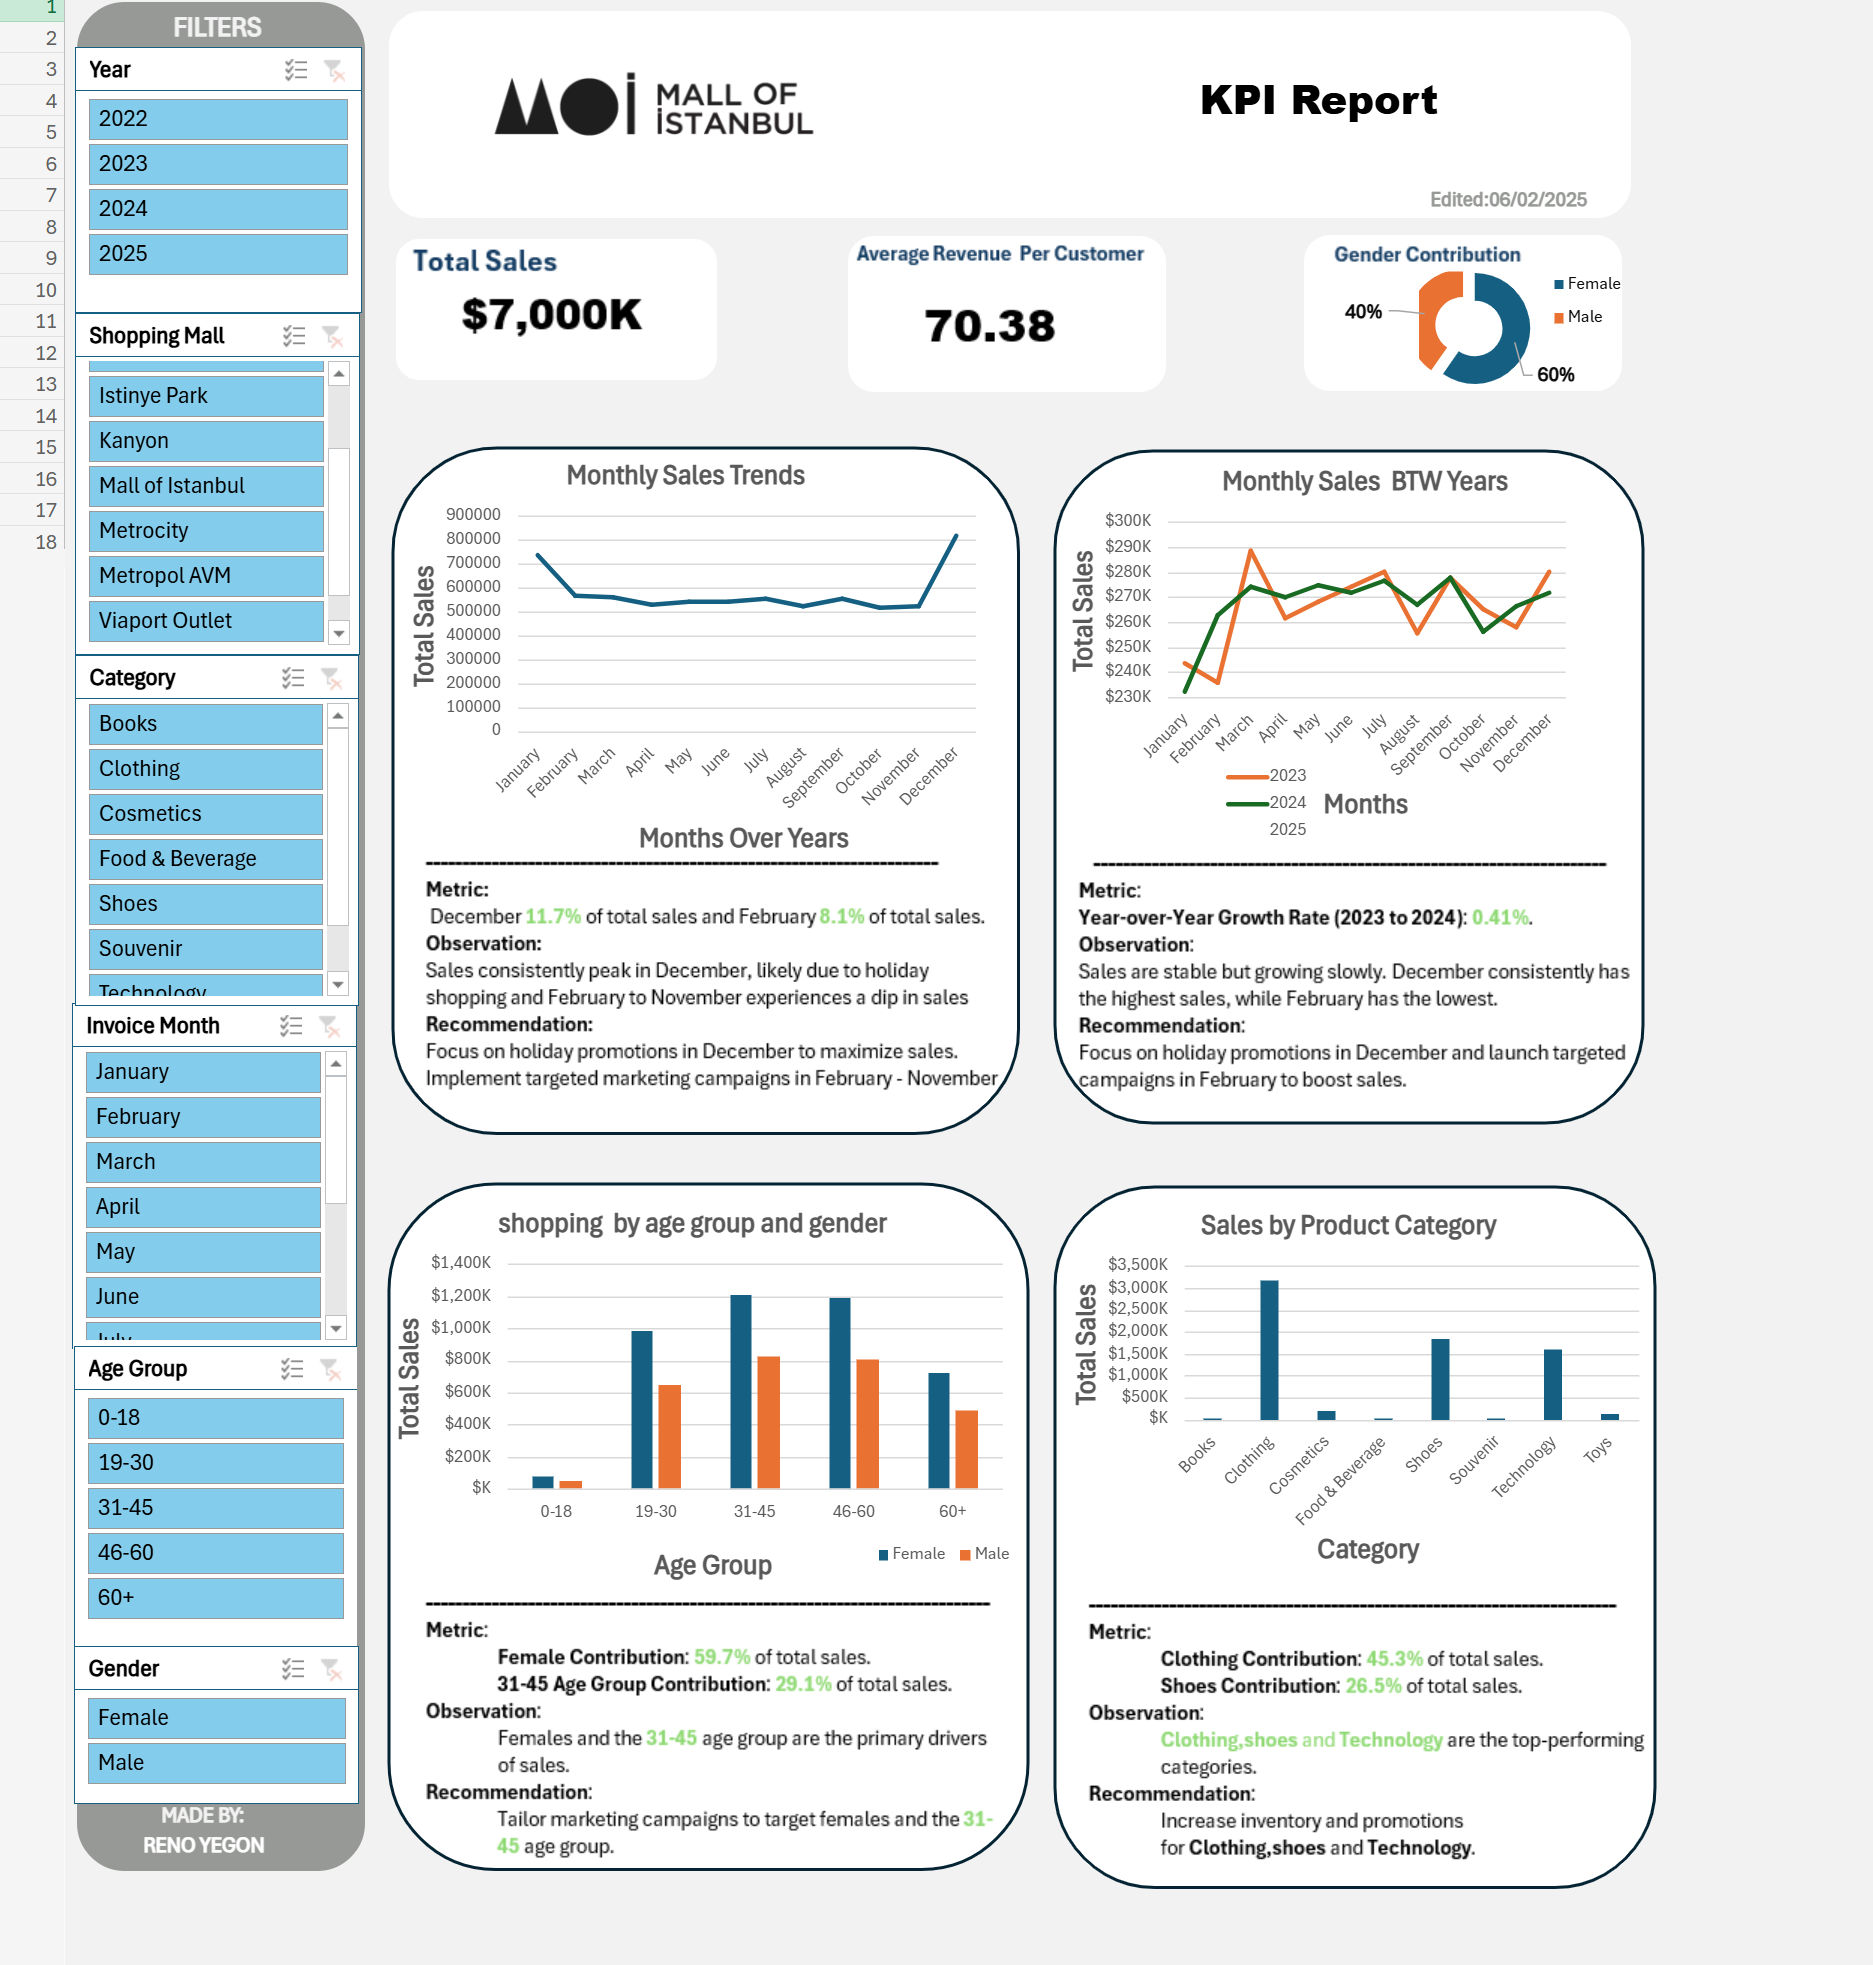 1
2
3
4
5
6
7
8
9
10
11
12
13
14
15
16
17
18
FILTERS
Year
2022
2023
2024
2025
Shopping Mall
Istinye Park
Kanyon
Mall of Istanbul
Metrocity
Metropol AVM
Viaport Outlet
Category
Books
Clothing
Cosmetics
Food & Beverage
Shoes
Souvenir
Technology
Invoice Month
January
February
March
April
May
June
July
Age Group
0-18
19-30
31-45
46-60
60+
Gender
Female
Male
MADE BY:
RENO YEGON
MOi MALL OF
İSTANBUL
KPI Report
Edited:06/02/2025
Total Sales
$7,000K
Average Revenue Per Customer
70.38
Gender Contribution
40%
60%
Female
Male
Monthly Sales Trends
Total Sales
900000
800000
700000
600000
500000
400000
300000
200000
100000
0
January
February
March
April
May
June
July
August
September
October
November
December
Months Over Years
Metric:
December 11.7% of total sales and February 8.1% of total sales.
Observation:
Sales consistently peak in December, likely due to holiday
shopping and February to November experiences a dip in sales
Recommendation:
Focus on holiday promotions in December to maximize sales.
Implement targeted marketing campaigns in February - November
Monthly Sales BTW Years
Total Sales
$300K
$290K
$280K
$270K
$260K
$250K
$240K
$230K
January
February
March
April
May
June
July
August
September
October
November
December
2023
2024
2025
Months
Metric:
Year-over-Year Growth Rate (2023 to 2024): 0.41%.
Observation:
Sales are stable but growing slowly. December consistently has
the highest sales, while February has the lowest.
Recommendation:
Focus on holiday promotions in December and launch targeted
campaigns in February to boost sales.
shopping by age group and gender
Total Sales
$1,400K
$1,200K
$1,000K
$800K
$600K
$400K
$200K
$K
0-18
19-30
31-45
46-60
60+
Age Group
Female
Male
Metric:
Female Contribution: 59.7% of total sales.
31-45 Age Group Contribution: 29.1% of total sales.
Observation:
Females and the 31-45 age group are the primary drivers
of sales.
Recommendation:
Tailor marketing campaigns to target females and the 31-
45 age group.
Sales by Product Category
Total Sales
$3,500K
$3,000K
$2,500K
$2,000K
$1,500K
$1,000K
$500K
$K
Books
Clothing
Cosmetics
Food & Beverage
Shoes
Souvenir
Technology
Toys
Category
Metric:
Clothing Contribution: 45.3% of total sales.
Shoes Contribution: 26.5% of total sales.
Observation:
Clothing,shoes and Technology are the top-performing
categories.
Recommendation:
Increase inventory and promotions
for Clothing,shoes and Technology.